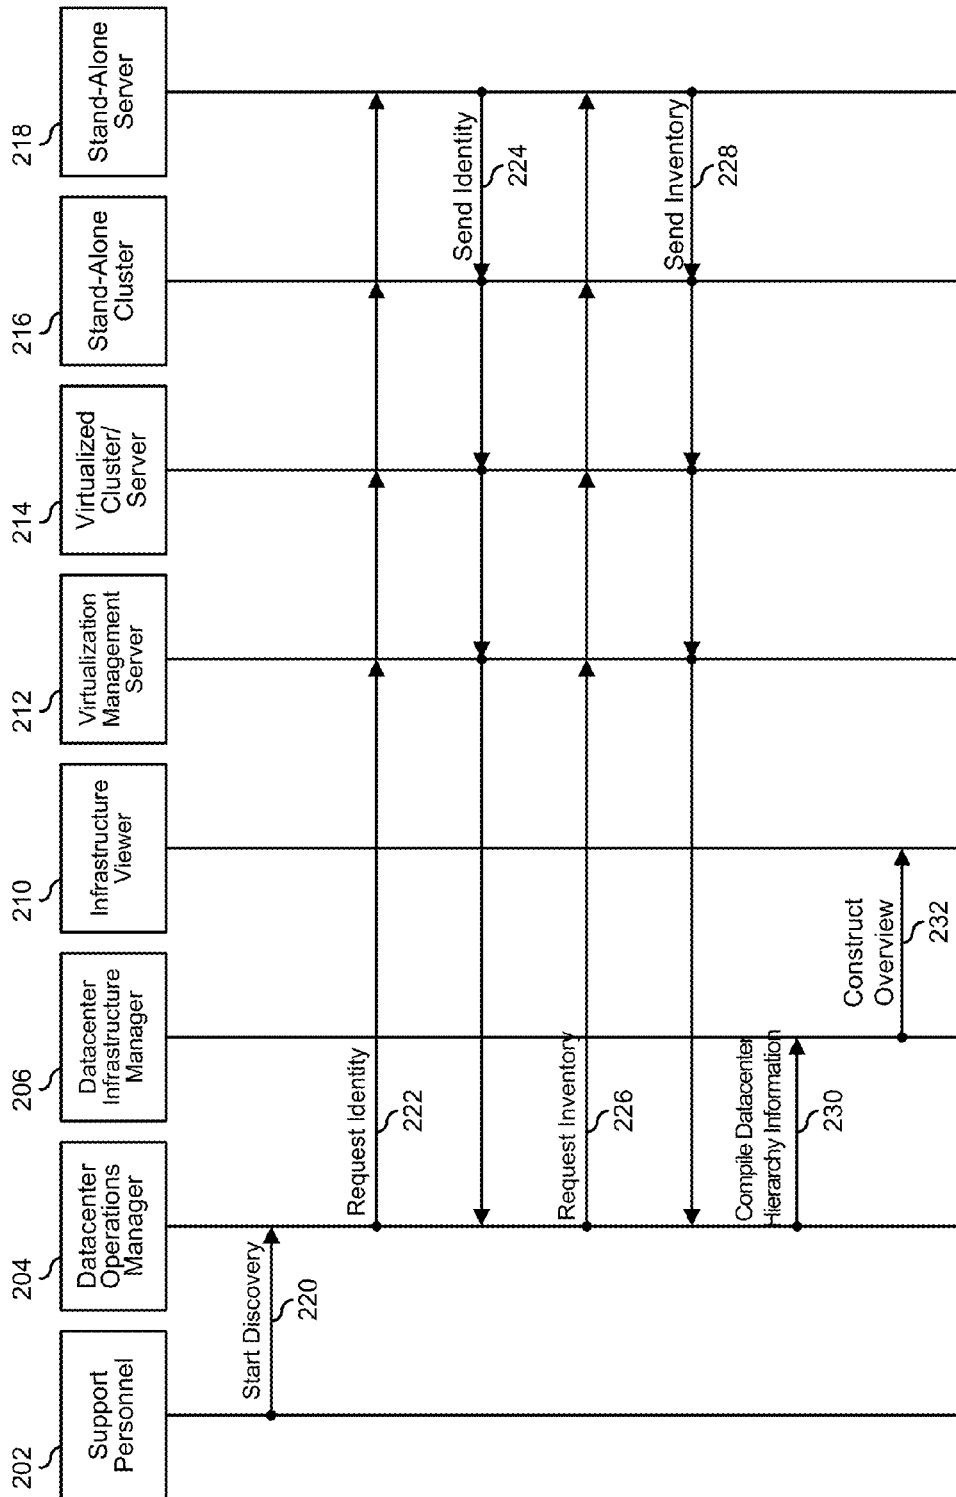 202
Support
Personnel
204
Datacenter
Operations
Manager
206
Datacenter
Infrastructure
Manager
210
Infrastructure
Viewer
212
Virtualization
Management
Server
214
Virtualized
Cluster/
Server
216
Stand-Alone
Cluster
218
Stand-Alone
Server
Start Discovery
220
Request Identity
222
Send Identity
224
Request Inventory
226
Send Inventory
228
Compile Datacenter
Hierarchy Information
230
Construct
Overview
232